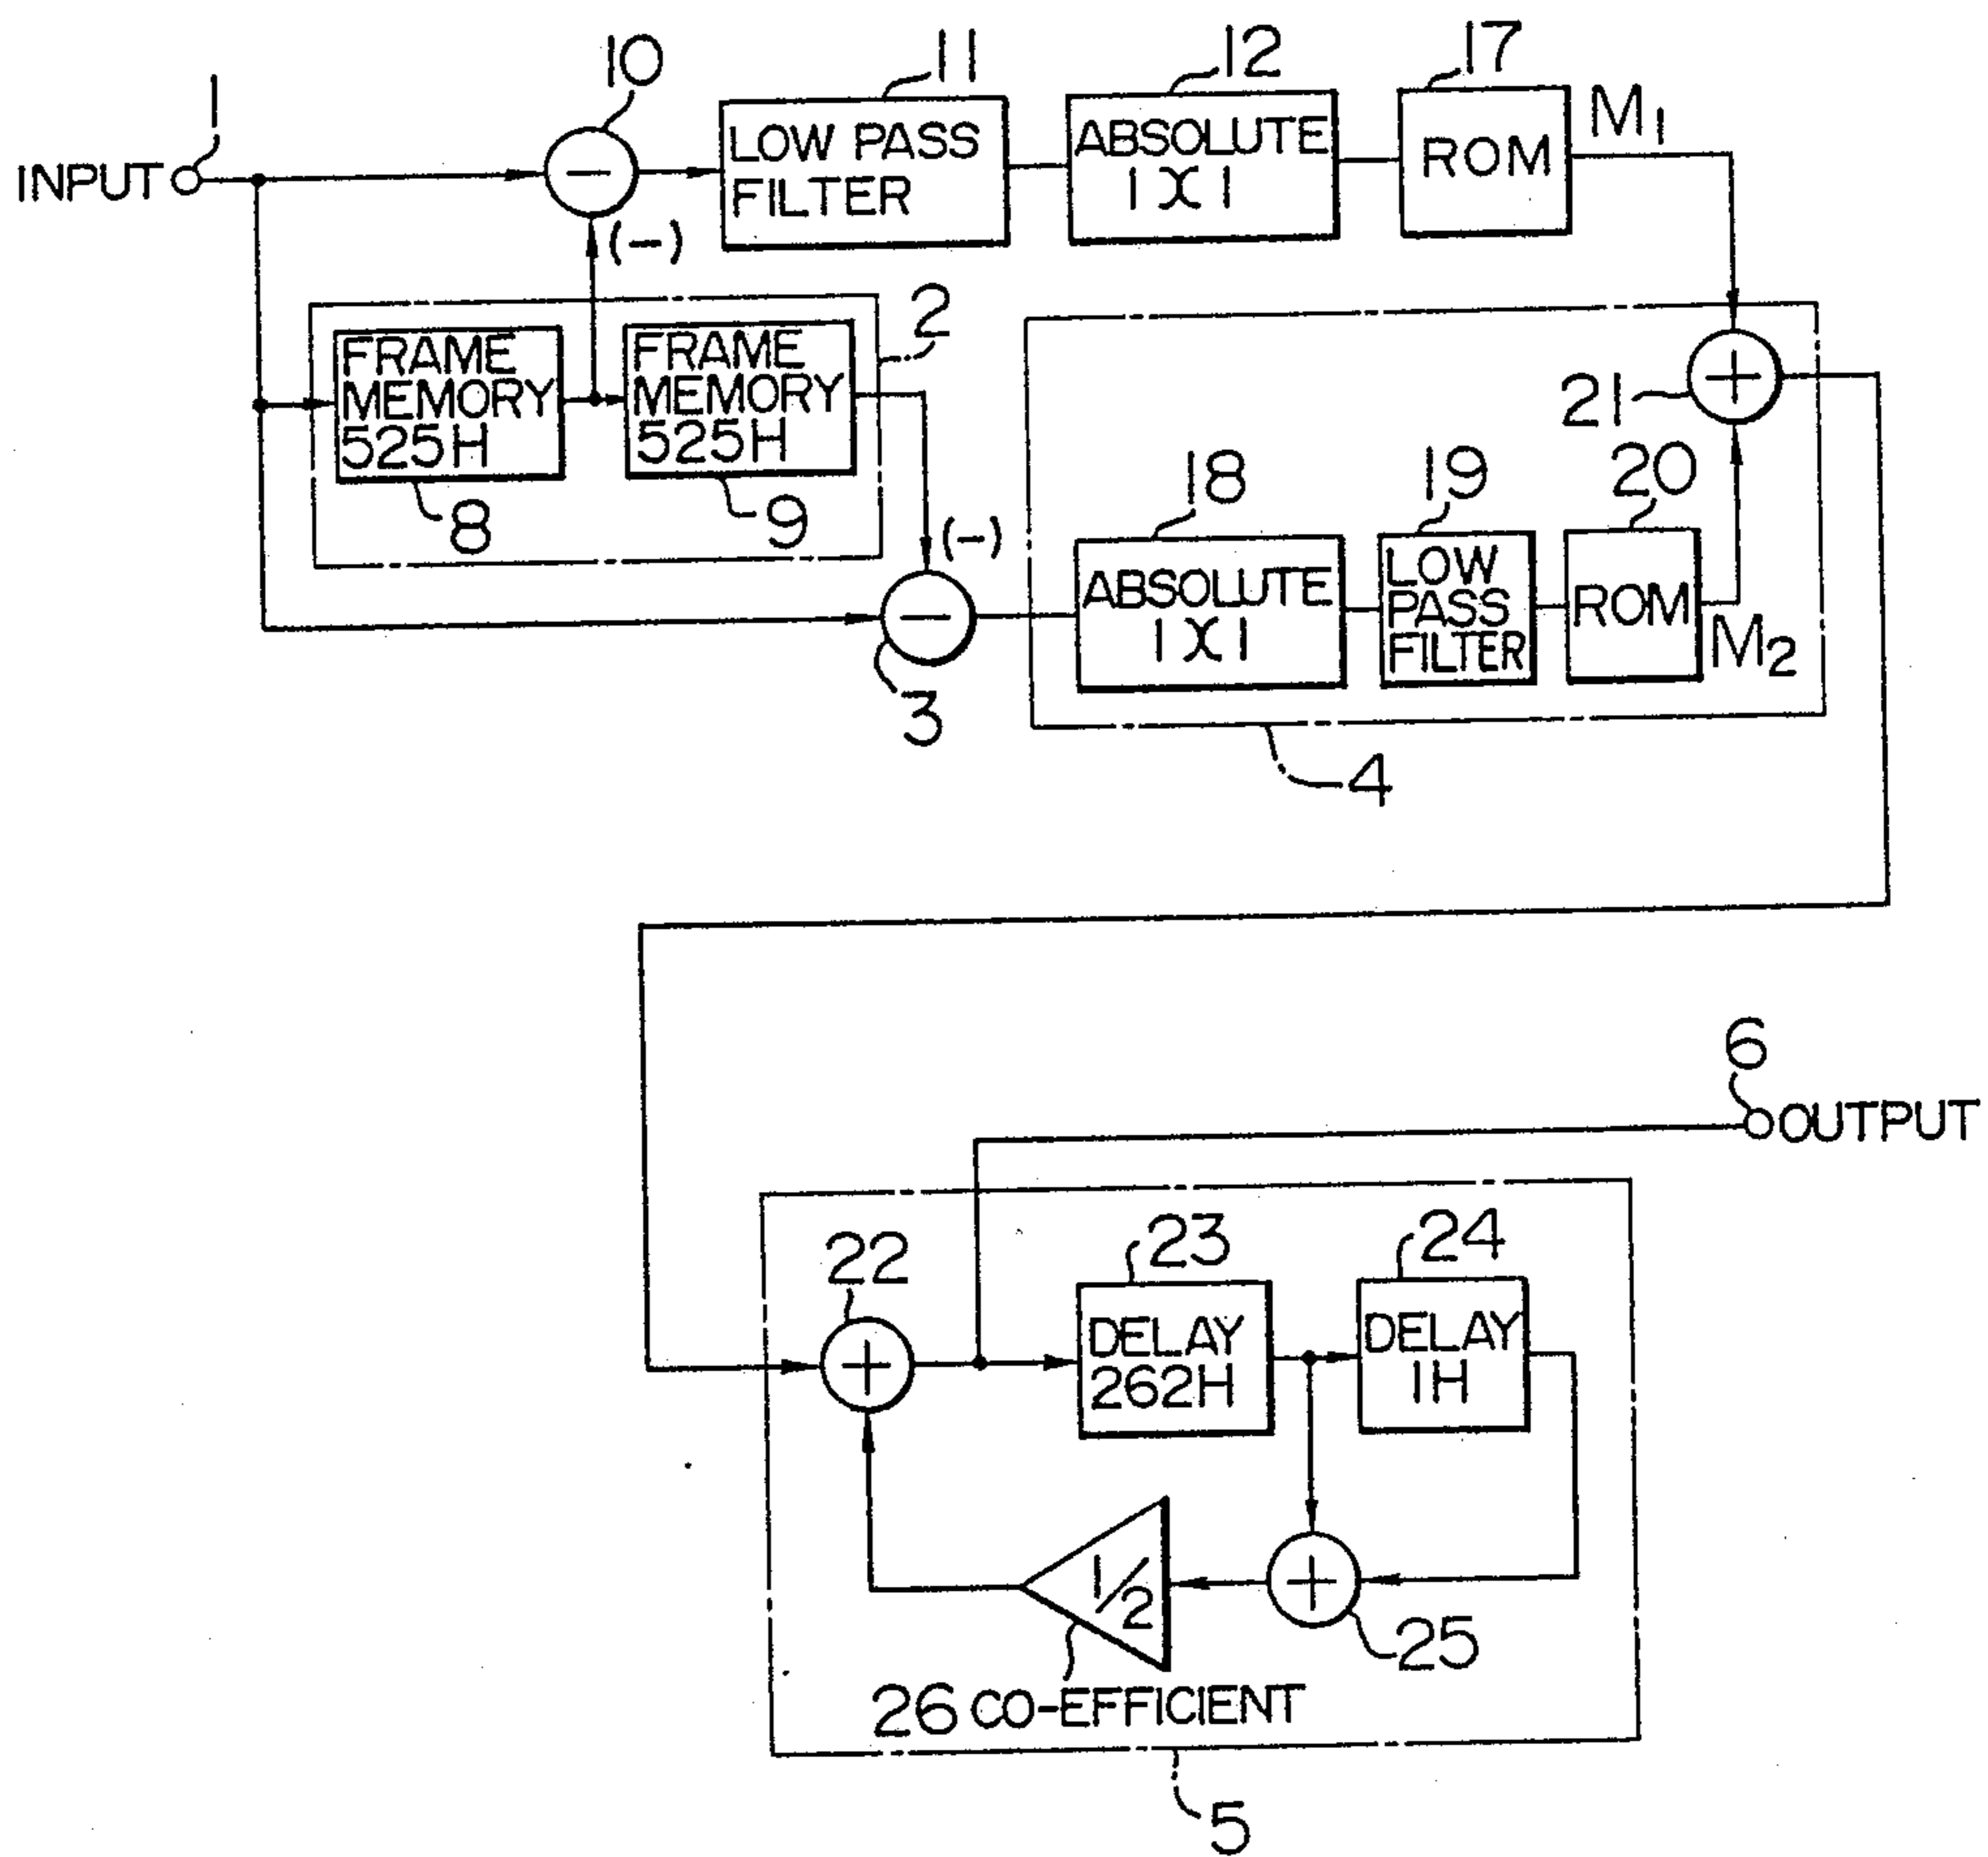 1
INPUT
10
(-)
11
LOW PASS
FILTER
12
ABSOLUTE
|X|
17
ROM
M1
2
FRAME
MEMORY
525H
8
FRAME
MEMORY
525H
9
(-)
3
18
ABSOLUTE
|X|
19
LOW
PASS
FILTER
20
ROM
M2
21
4
6
OUTPUT
22
23
DELAY
262H
24
DELAY
1H
1/2
25
26 CO-EFFICIENT
5